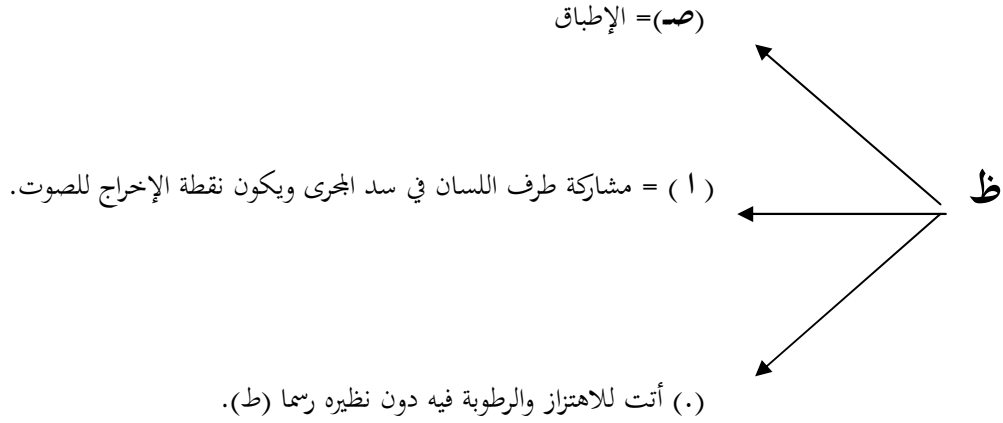 (صـ)= الإطباق
( ا ) = مشاركة طرف اللسان في سد المجرى ويكون نقطة الإخراج للصوت.
ظ
(.) أتت للاهتزاز والرطوبة فيه دون نظيره رسما (ط).